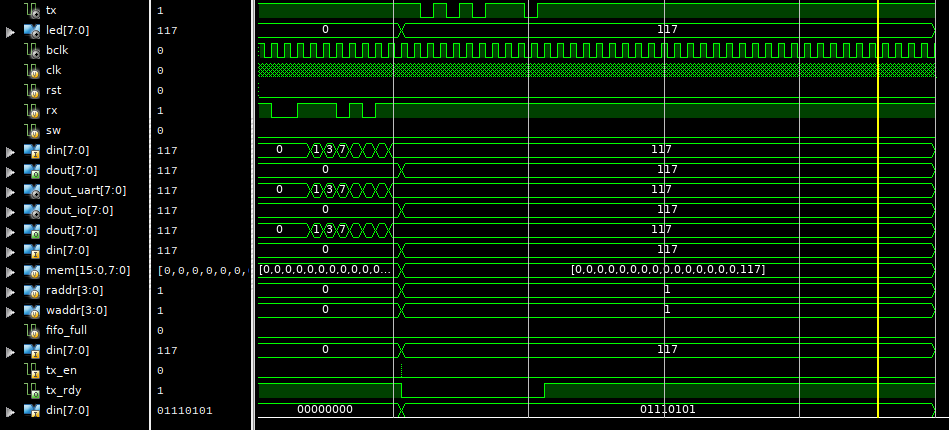 tx 1
led[7:0] 117 0 117
bclk 0
clk 0
rst 0
rx 1
sw 0
din[7:0] 117 0 1 3 7 117
dout[7:0] 117 0 117
dout_uart[7:0] 117 0 1 3 7 117
dout_io[7:0] 117 0 117
dout[7:0] 117 0 1 3 7 117
din[7:0] 117 0 117
mem[15:0,7:0] [0,0,0,0,0,0, [0,0,0,0,0,0,0,0,0,0,0,0... [0,0,0,0,0,0,0,0,0,0,0,0,0,0,0,117]
raddr[3:0] 1 0 1
waddr[3:0] 1 0 1
fifo_full 0
din[7:0] 117 0 117
tx_en 0
tx_rdy 1
din[7:0] 01110101 00000000 01110101